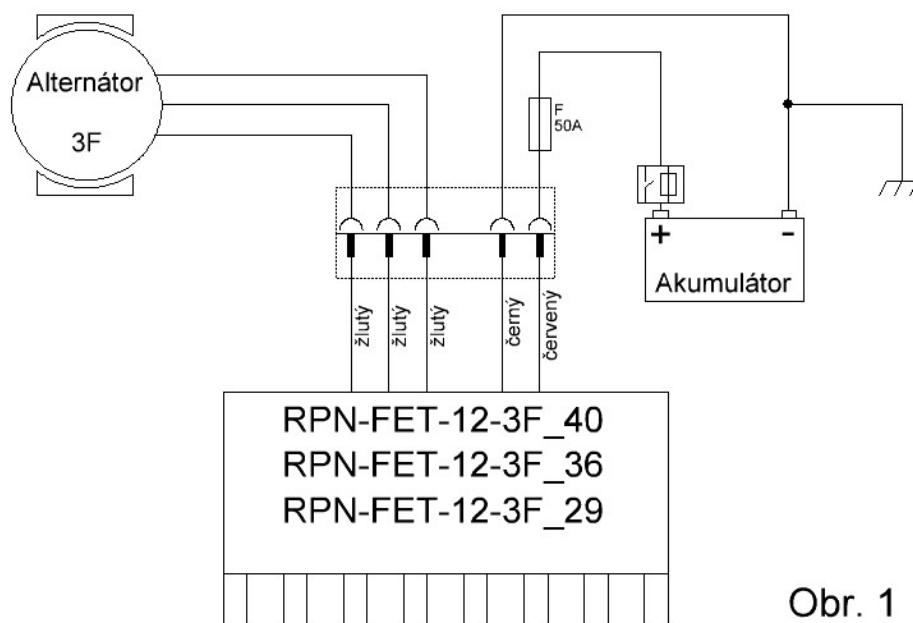 Alternátor
3F
F
50A
+
-
Akumulátor
žlutý
žlutý
žlutý
černý
červený
RPN-FET-12-3F_40
RPN-FET-12-3F_36
RPN-FET-12-3F_29
Obr. 1